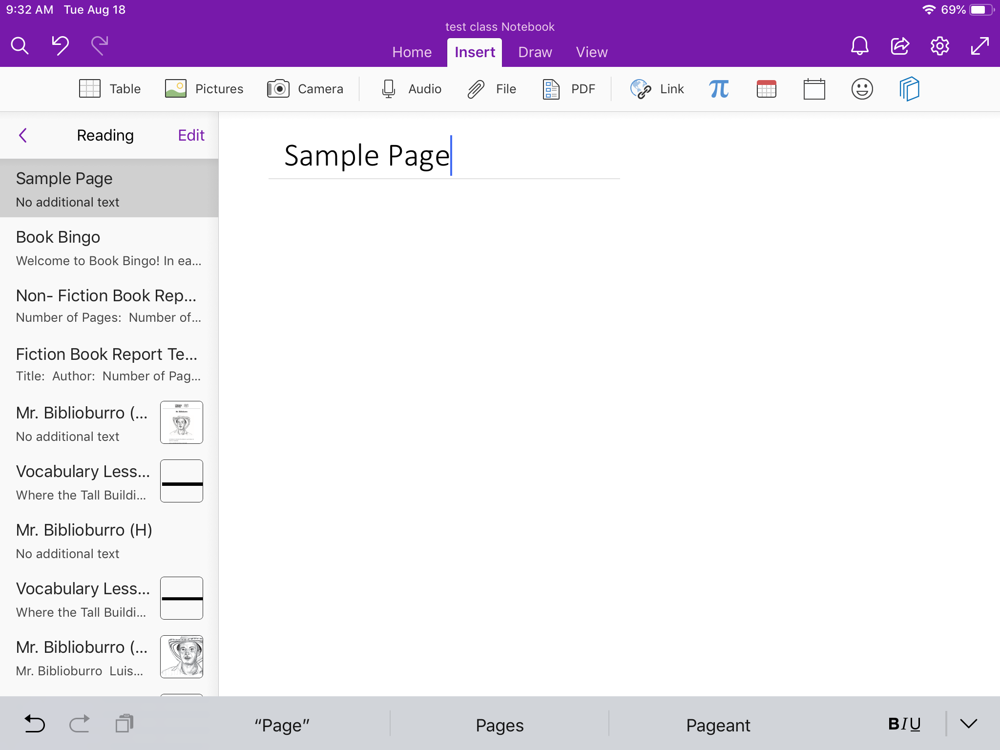 9:32 AM Tue Aug 18
69%
test class Notebook
Home Insert Draw View
Table Pictures Camera Audio File PDF Link
Reading Edit
Sample Page
No additional text
Book Bingo
Welcome to Book Bingo! In ea...
Non- Fiction Book Rep...
Number of Pages: Number of...
Fiction Book Report Te...
Title: Author: Number of Pag...
Mr. Biblioburro (...
No additional text
Vocabulary Less...
Where the Tall Buildi...
Mr. Biblioburro (H)
No additional text
Vocabulary Less...
Where the Tall Buildi...
Mr. Biblioburro (...
Mr. Biblioburro Luis...
Sample Page
“Page” Pages Pageant BIU